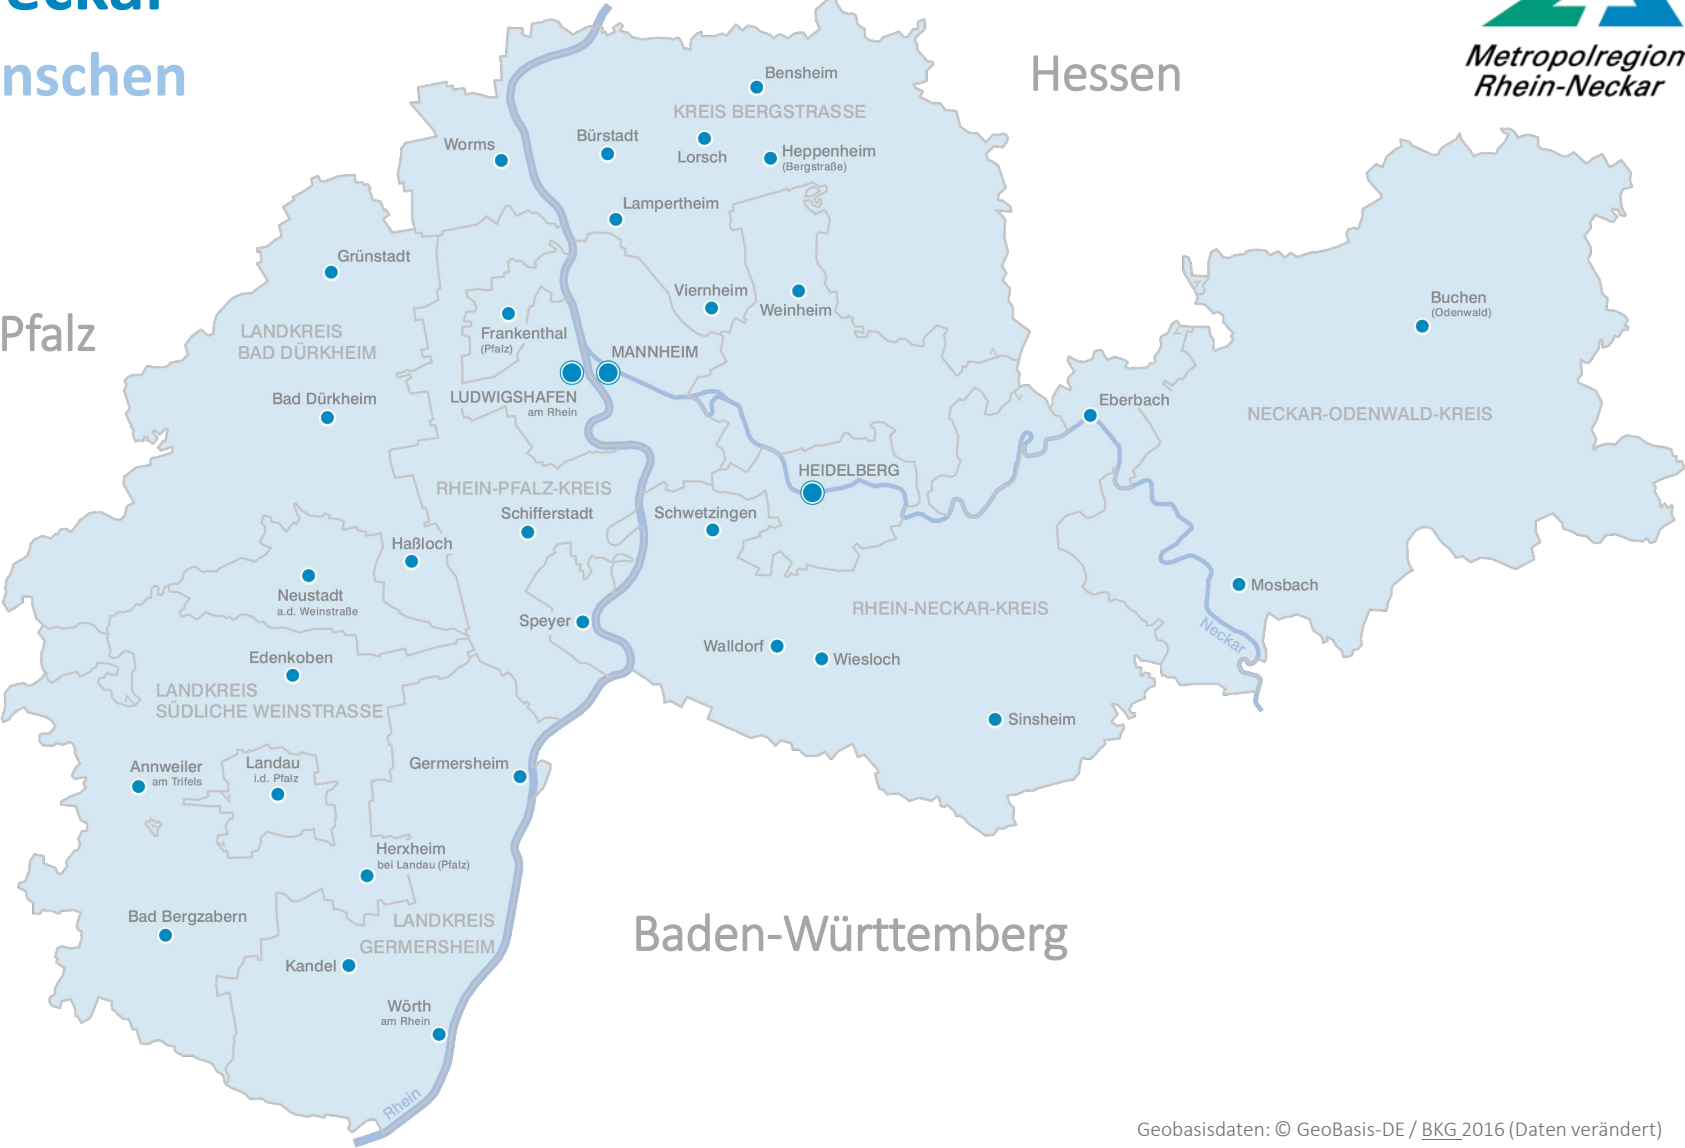 eckar
nschen
Hessen
Metropolregion
Rhein-Neckar
Bensheim
KREIS BERGSTRASSE
Bürstadt
Lorsch
Heppenheim
(Bergstraße)
Worms
Lampertheim
Grünstadt
Viernheim
Weinheim
Buchen
(Odenwald)
Pfalz
LANDKREIS
BAD DÜRKHEIM
Frankenthal
(Pfalz)
MANNHEIM
LUDWIGSHAFEN
am Rhein
Bad Dürkheim
Eberbach
NECKAR-ODENWALD-KREIS
HEIDELBERG
RHEIN-PFALZ-KREIS
Schifferstadt
Schwetzingen
Haßloch
Neustadt
a.d. Weinstraße
Mosbach
RHEIN-NECKAR-KREIS
Speyer
Neckar
Walldorf
Wiesloch
Edenkoben
LANDKREIS
SÜDLICHE WEINSTRASSE
Sinsheim
Annweiler
am Trifels
Landau
i.d. Pfalz
Germersheim
Herxheim
bei Landau (Pfalz)
Bad Bergzabern
LANDKREIS
GERMERSHEIM
Baden-Württemberg
Kandel
Wörth
am Rhein
Rhein
Geobasisdaten: © GeoBasis-DE / BKG 2016 (Daten verändert)